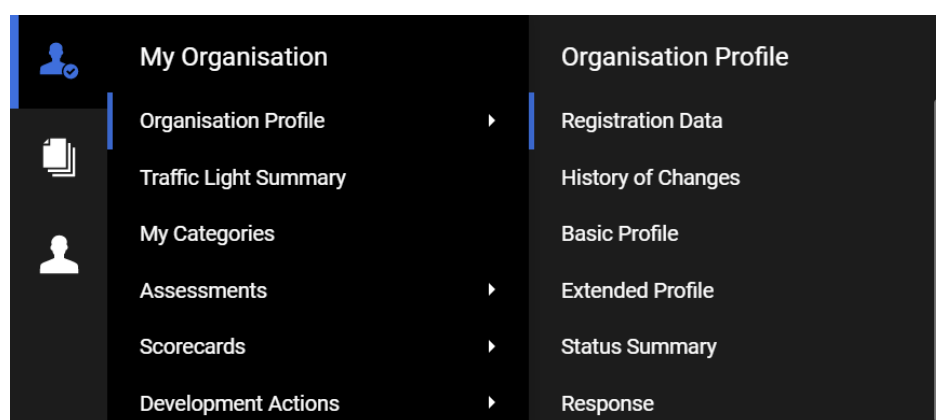 My Organisation
Organisation Profile
Traffic Light Summary
My Categories
Assessments
Scorecards
Development Actions
Organisation Profile
Registration Data
History of Changes
Basic Profile
Extended Profile
Status Summary
Response